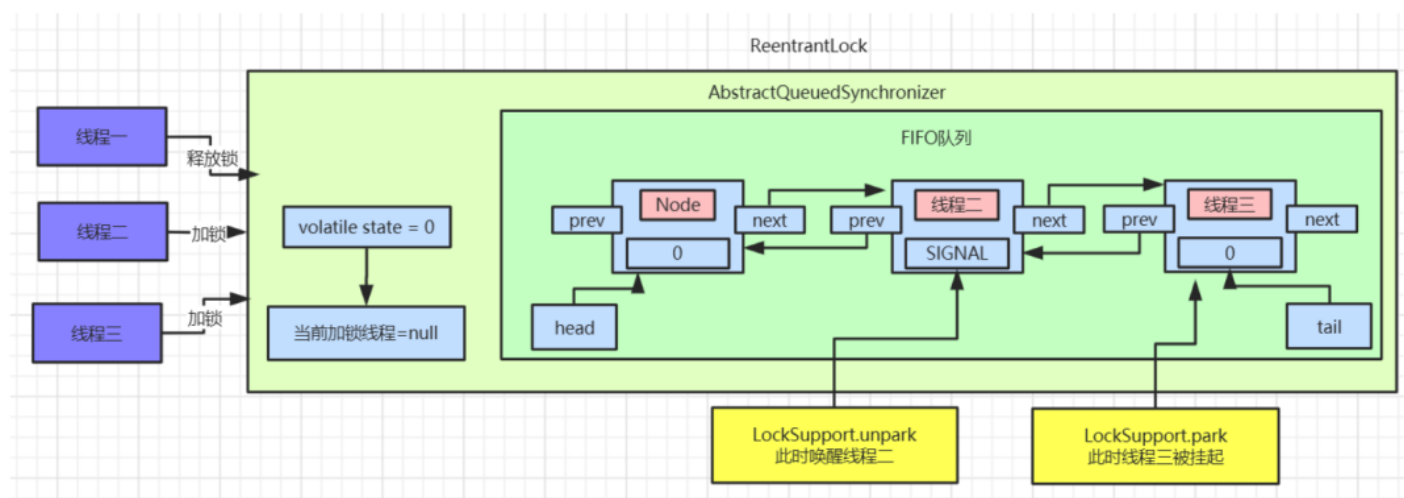 ReentrantLock
AbstractQueuedSynchronizer
FIFO队列
线程一
释放锁
线程二
加锁
线程三
加锁
volatile state = 0
当前加锁线程=null
prev
Node
next
0
head
prev
线程二
next
SIGNAL
prev
线程三
next
0
tail
LockSupport.unpark
此时唤醒线程二
LockSupport.park
此时线程三被挂起